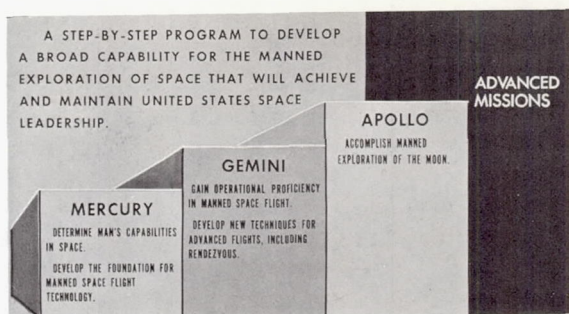 A STEP-BY-STEP PROGRAM TO DEVELOP
A BROAD CAPABILITY FOR THE MANNED
EXPLORATION OF SPACE THAT WILL ACHIEVE
AND MAINTAIN UNITED STATES SPACE
LEADERSHIP.
MERCURY
DETERMINE MAN'S CAPABILITIES
IN SPACE.
DEVELOP THE FOUNDATION FOR
MANNED SPACE FLIGHT
TECHNOLOGY.
GEMINI
GAIN OPERATIONAL PROFICIENCY
IN MANNED SPACE FLIGHT.
DEVELOP NEW TECHNIQUES FOR
ADVANCED FLIGHTS, INCLUDING
RENDEZVOUS.
APOLLO
ACCOMPLISH MANNED
EXPLORATION OF THE MOON.
ADVANCED
MISSIONS